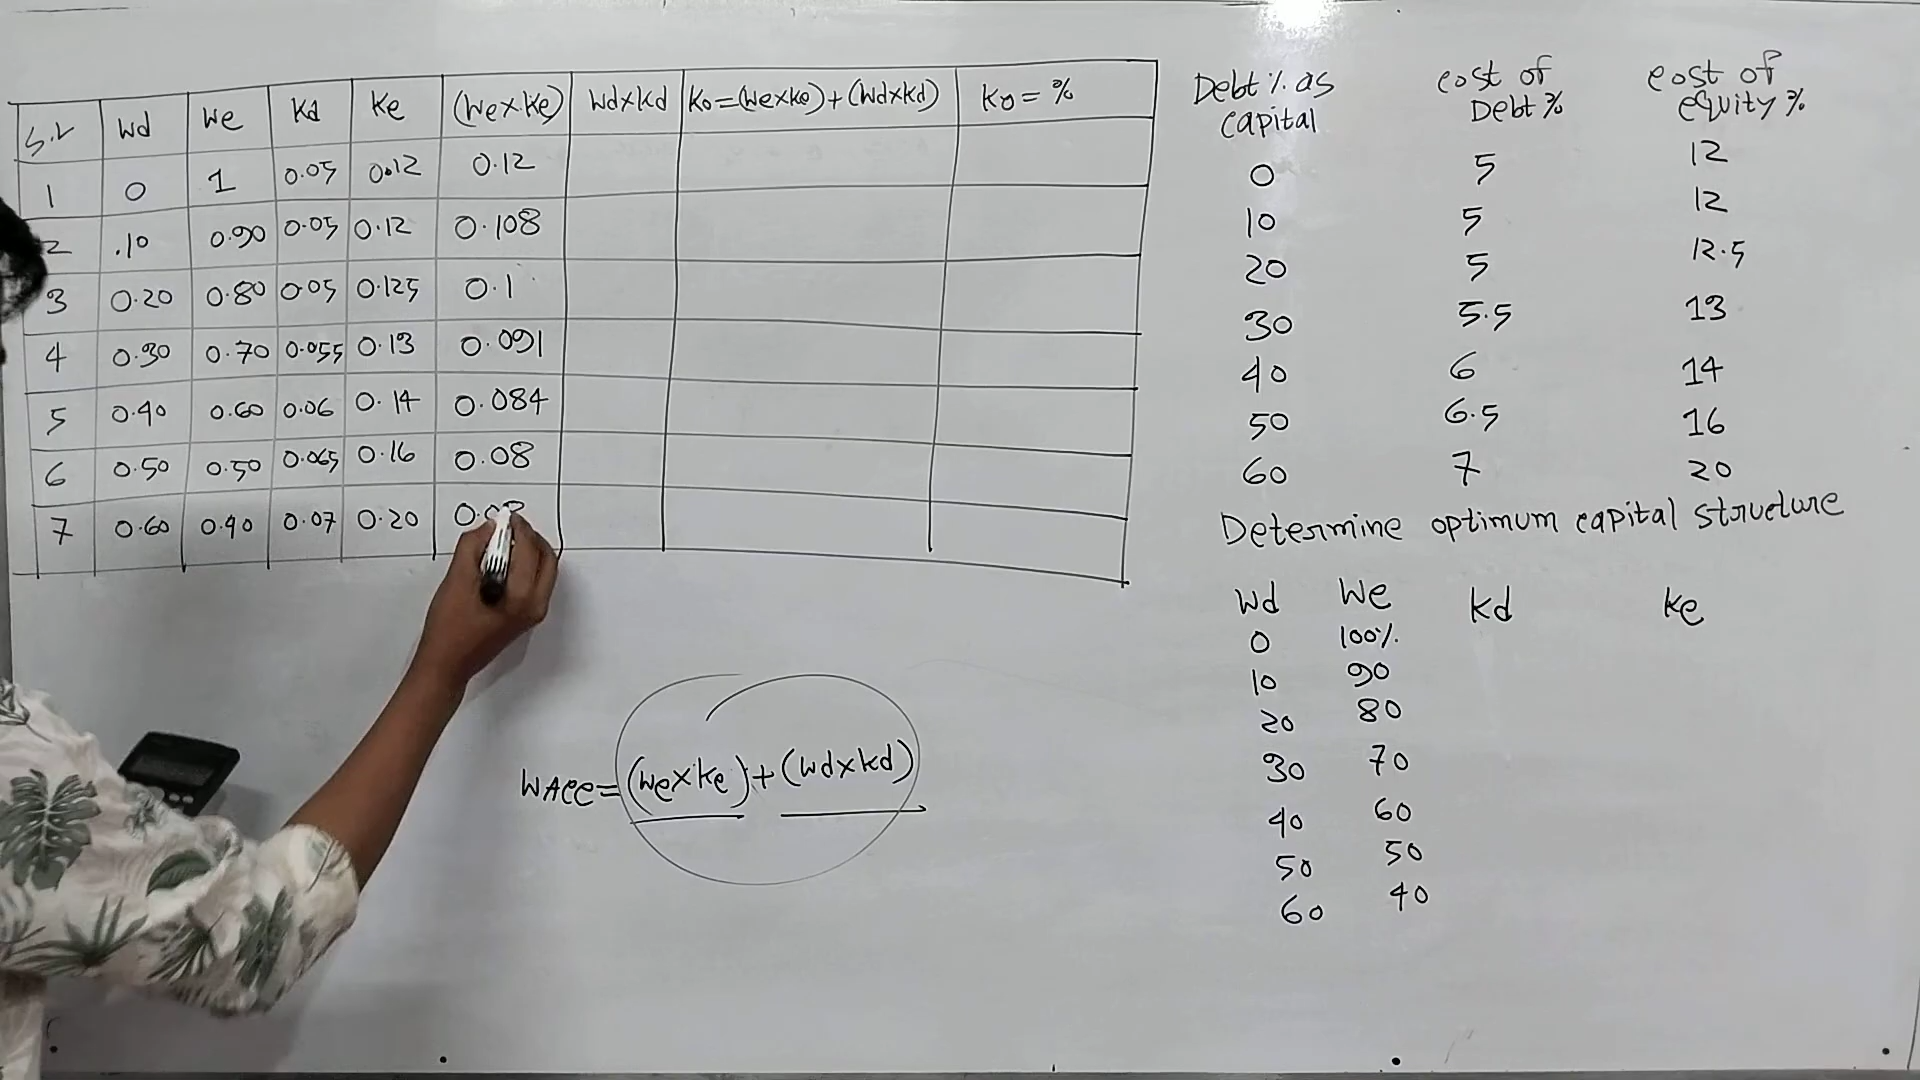 S.L Wd We Kd Ke (We×Ke) Wd×Kd Ko=(We×Ke)+(Wd×Kd) Ko=%
1 0 1 0.05 0.12 0.12
2 .10 0.90 0.05 0.12 0.108
3 0.20 0.80 0.05 0.125 0.1
4 0.30 0.70 0.055 0.13 0.091
5 0.40 0.60 0.06 0.14 0.084
6 0.50 0.50 0.065 0.16 0.08
7 0.60 0.40 0.07 0.20
WACC=(We×Ke)+(Wd×Kd)
Debt % as capital cost of Debt % cost of equity %
0 5 12
10 5 12
20 5 12.5
30 5.5 13
40 6 14
50 6.5 16
60 7 20
Determine optimum capital structure
Wd We Kd Ke
0 100%
10 90
20 80
30 70
40 60
50 50
60 40